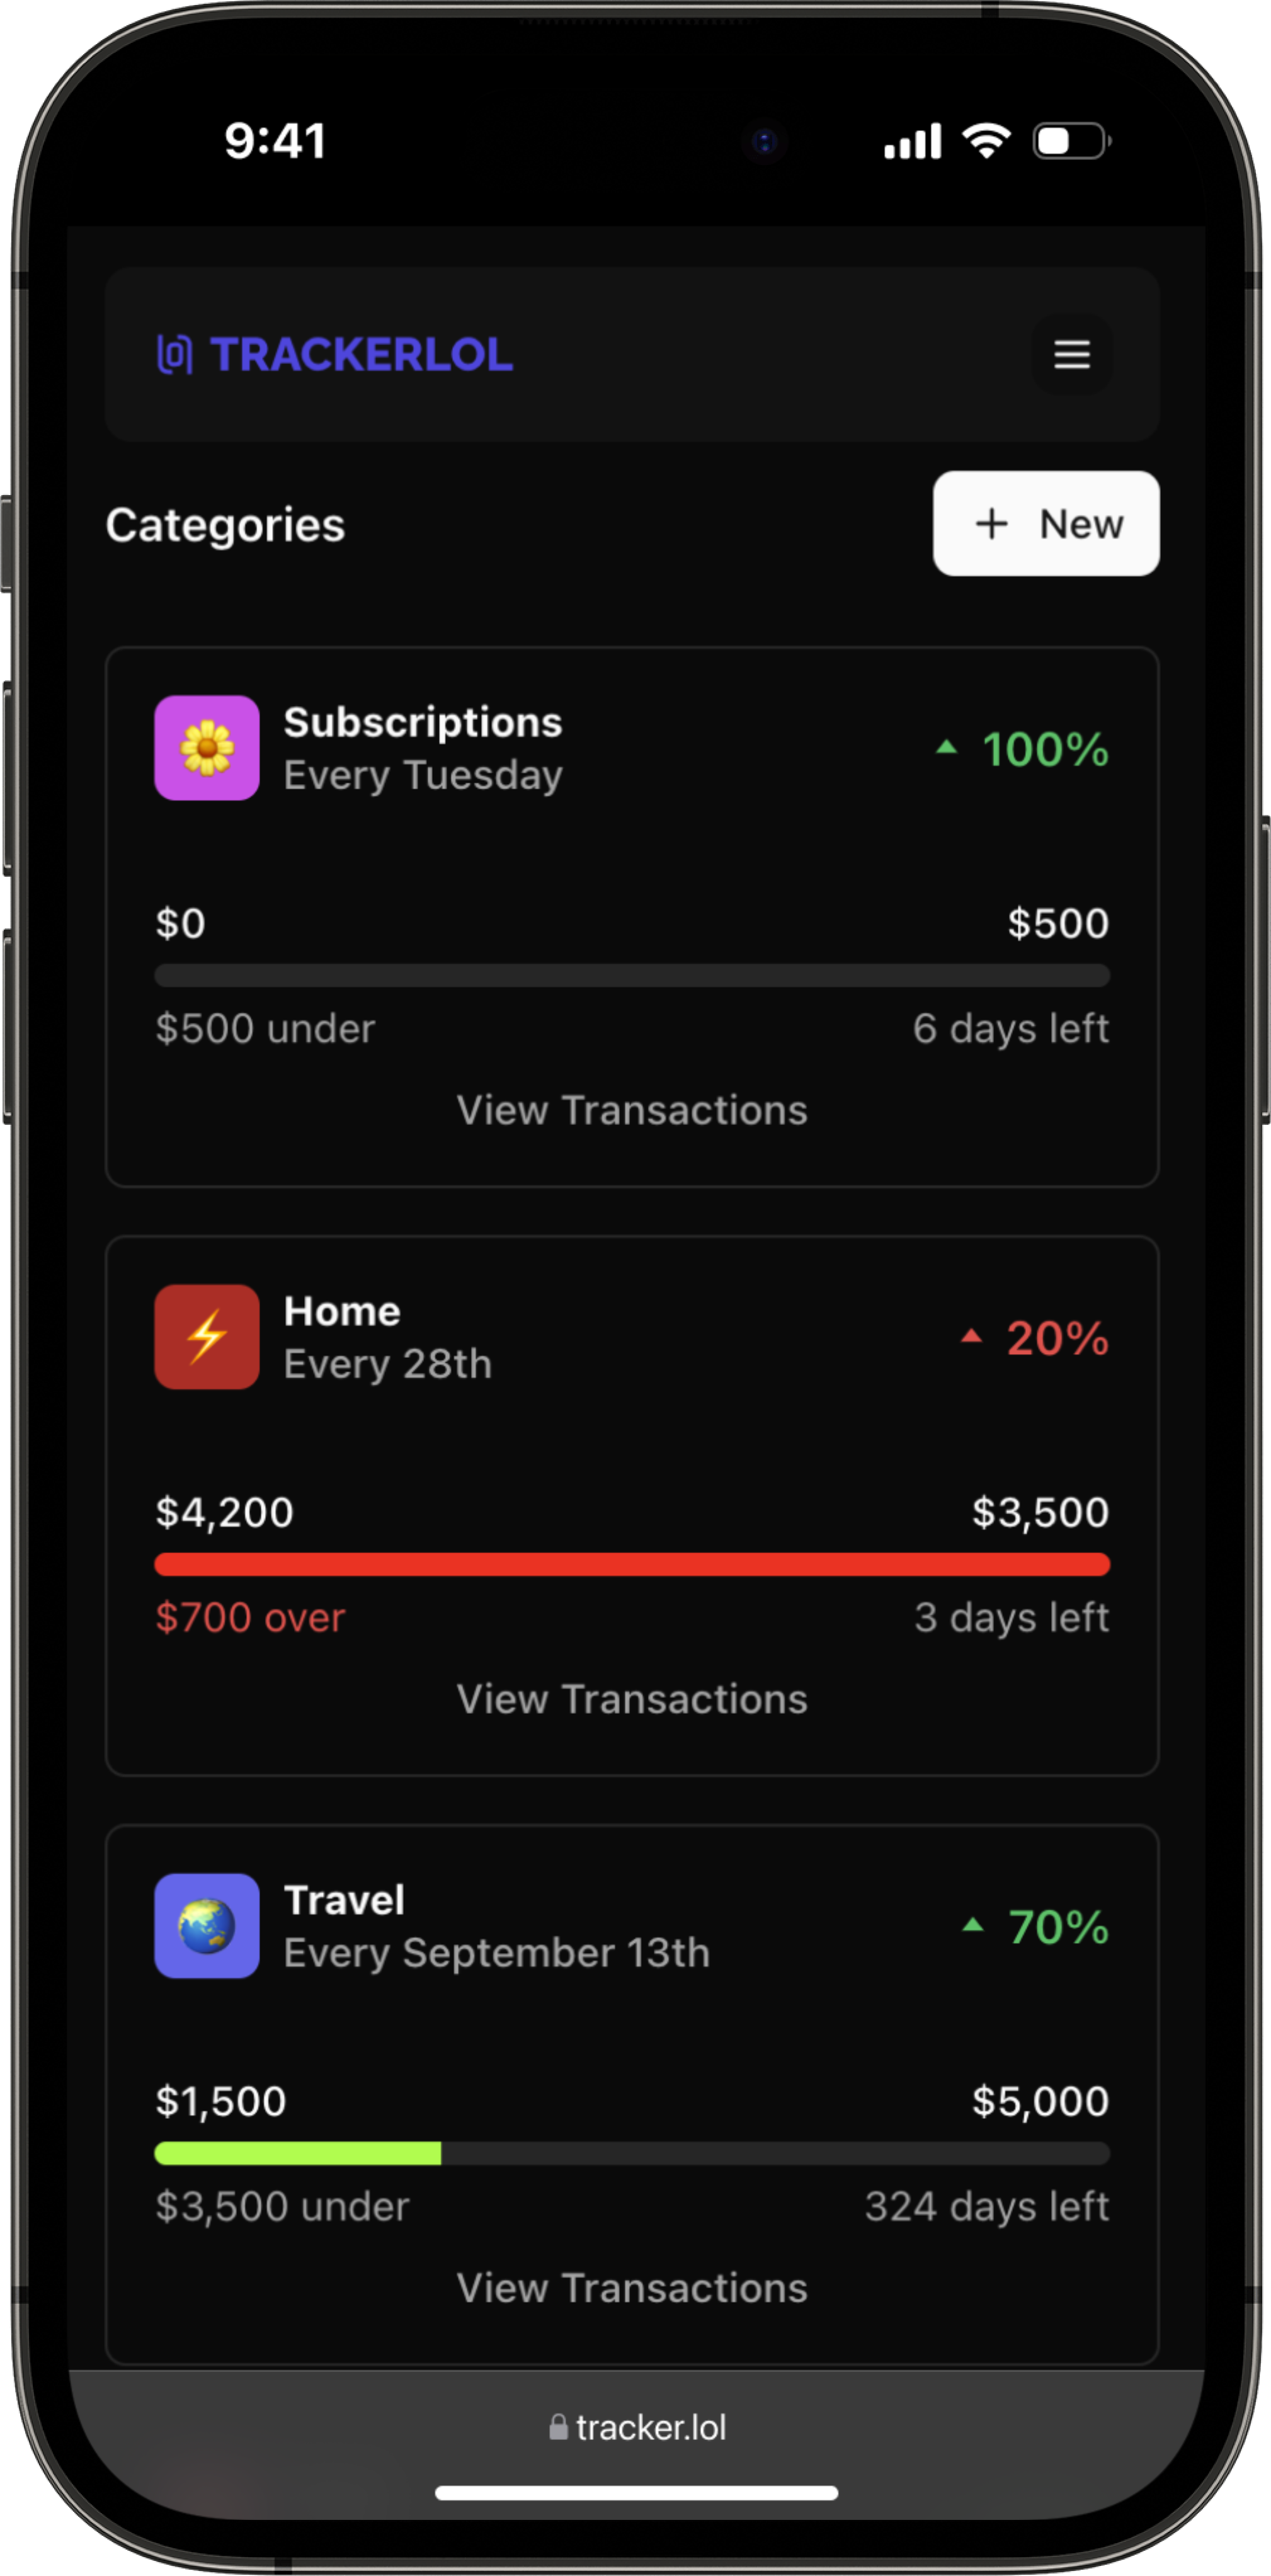 9:41
TRACKERLOL
Categories
+ New
Subscriptions
Every Tuesday
▲ 100%
$0 $500
$500 under 6 days left
View Transactions
Home
Every 28th
▲ 20%
$4,200 $3,500
$700 over 3 days left
View Transactions
Travel
Every September 13th
▲ 70%
$1,500 $5,000
$3,500 under 324 days left
View Transactions
tracker.lol